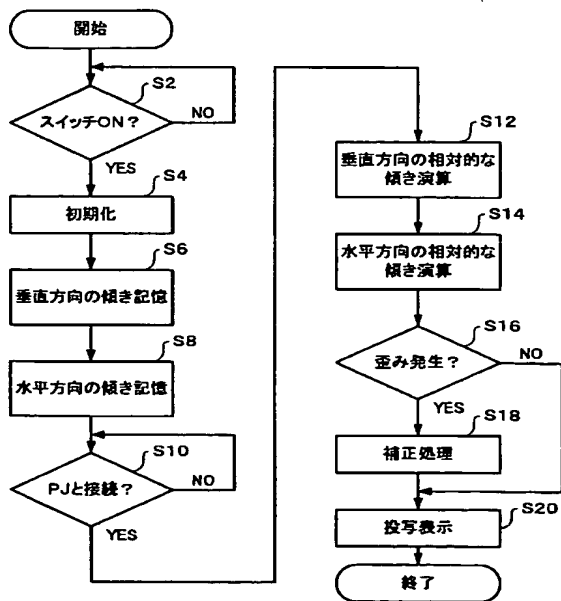 開始
S2
スイッチON？
NO
YES
S4
初期化
S6
垂直方向の傾き記憶
S8
水平方向の傾き記憶
S10
PJと接続？
NO
YES
S12
垂直方向の相対的な
傾き演算
S14
水平方向の相対的な
傾き演算
S16
歪み発生？
NO
YES
S18
補正処理
S20
投写表示
終了